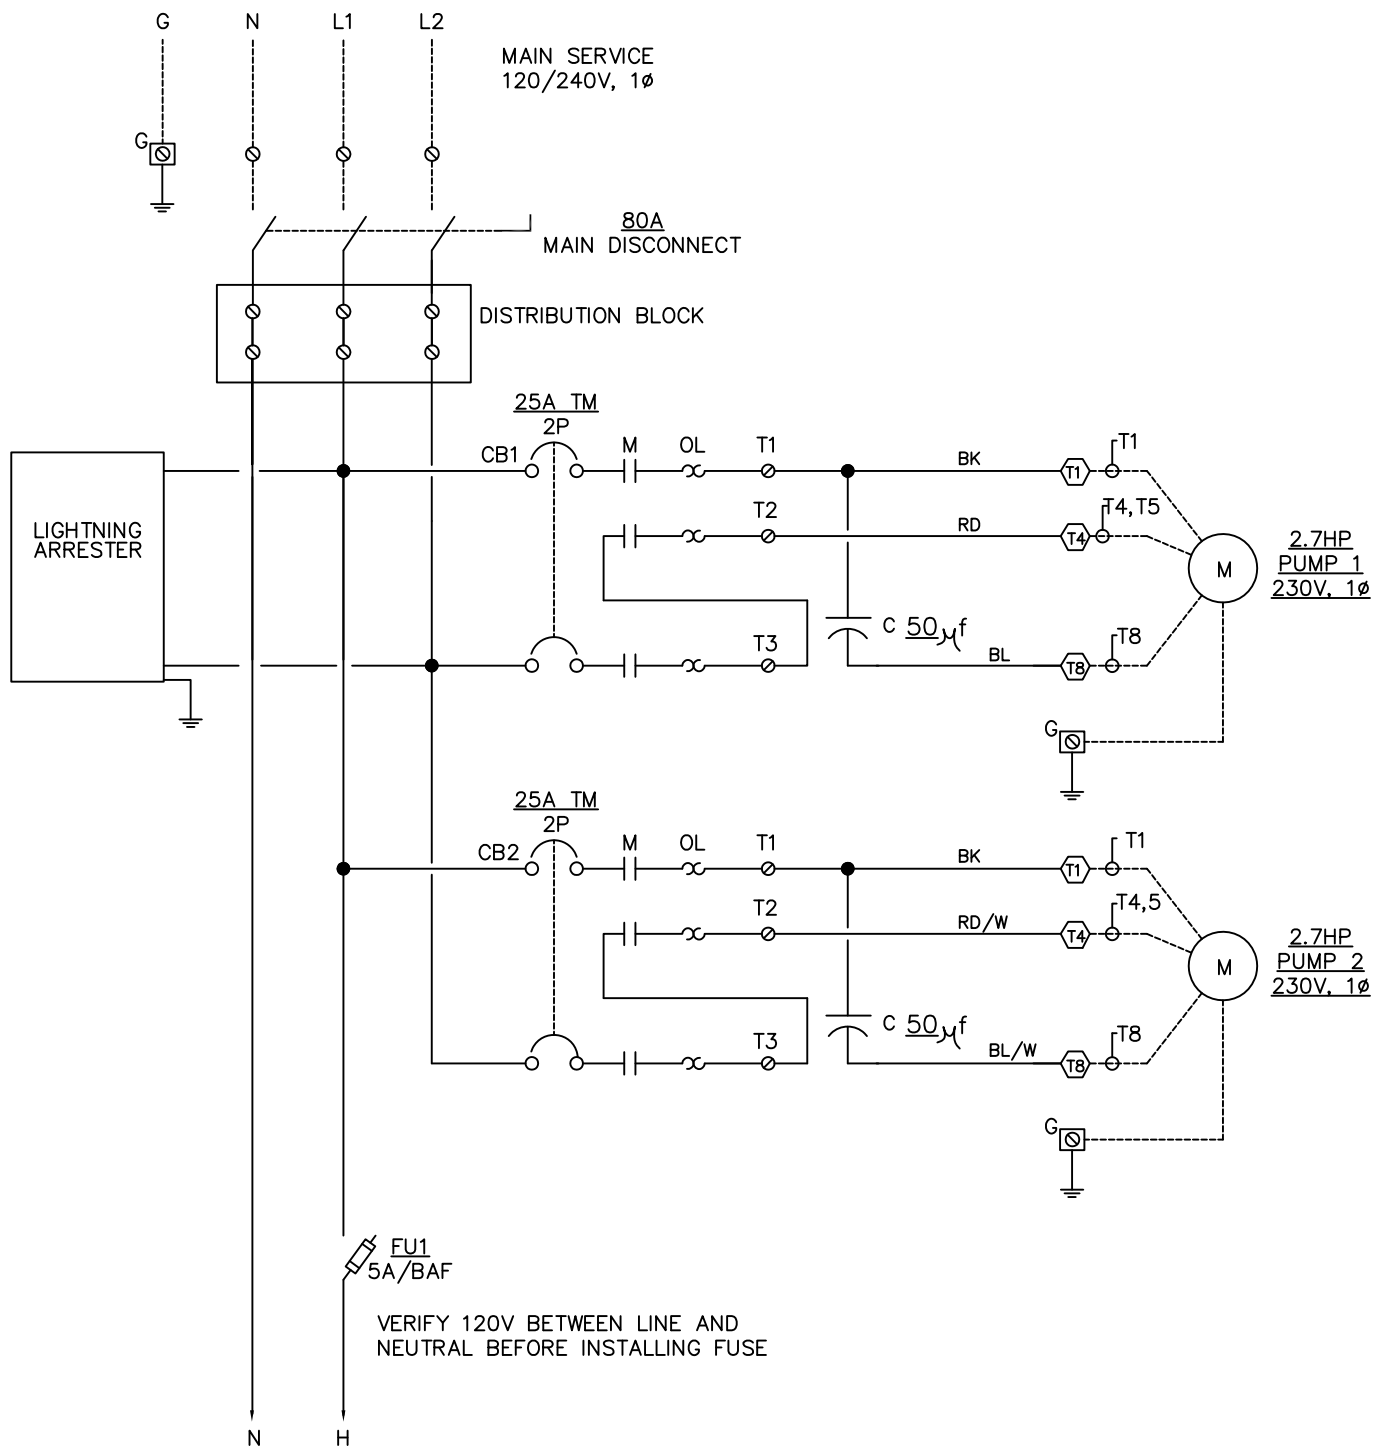 G N L1 L2
MAIN SERVICE
120/240V, 1ø
G
80A
MAIN DISCONNECT
DISTRIBUTION BLOCK
25A TM
2P
CB1 M OL T1 BK T1 T1
LIGHTNING
ARRESTER
T2 RD T4 T4,T5
2.7HP
PUMP 1
230V, 1ø
M
C 50µf
T3 BL T8 T8
G
25A TM
2P
CB2 M OL T1 BK T1 T1
T2 RD/W T4 T4,5
2.7HP
PUMP 2
230V, 1ø
M
C 50µf
T3 BL/W T8 T8
G
FU1
5A/BAF
VERIFY 120V BETWEEN LINE AND
NEUTRAL BEFORE INSTALLING FUSE
N H